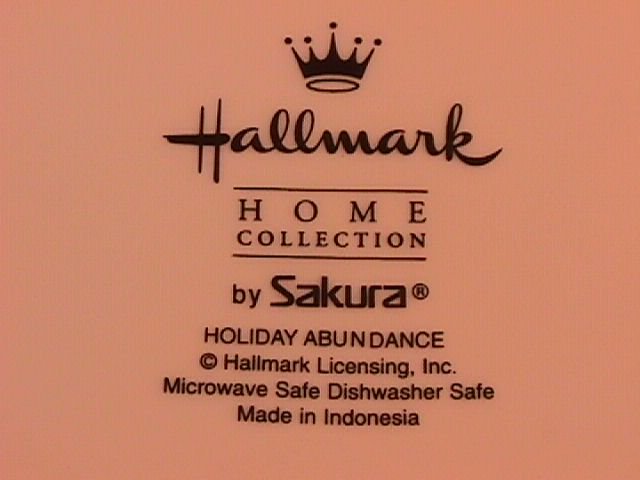 Hallmark
HOME
COLLECTION
by Sakura®
HOLIDAY ABUNDANCE
© Hallmark Licensing, Inc.
Microwave Safe Dishwasher Safe
Made in Indonesia